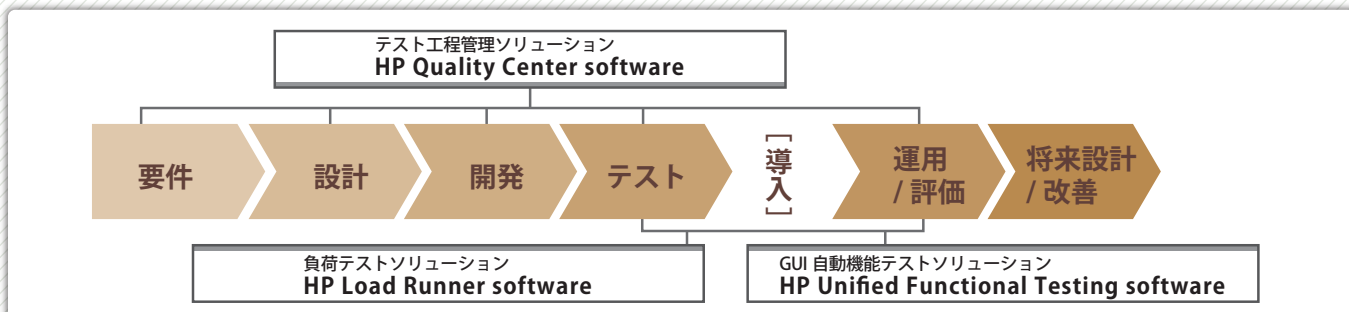 テスト工程管理ソリューション
HP Quality Center software
要件
設計
開発
テスト
［導入］
運用
/ 評価
将来設計
/ 改善
負荷テストソリューション
HP Load Runner software
GUI 自動機能テストソリューション
HP Unified Functional Testing software